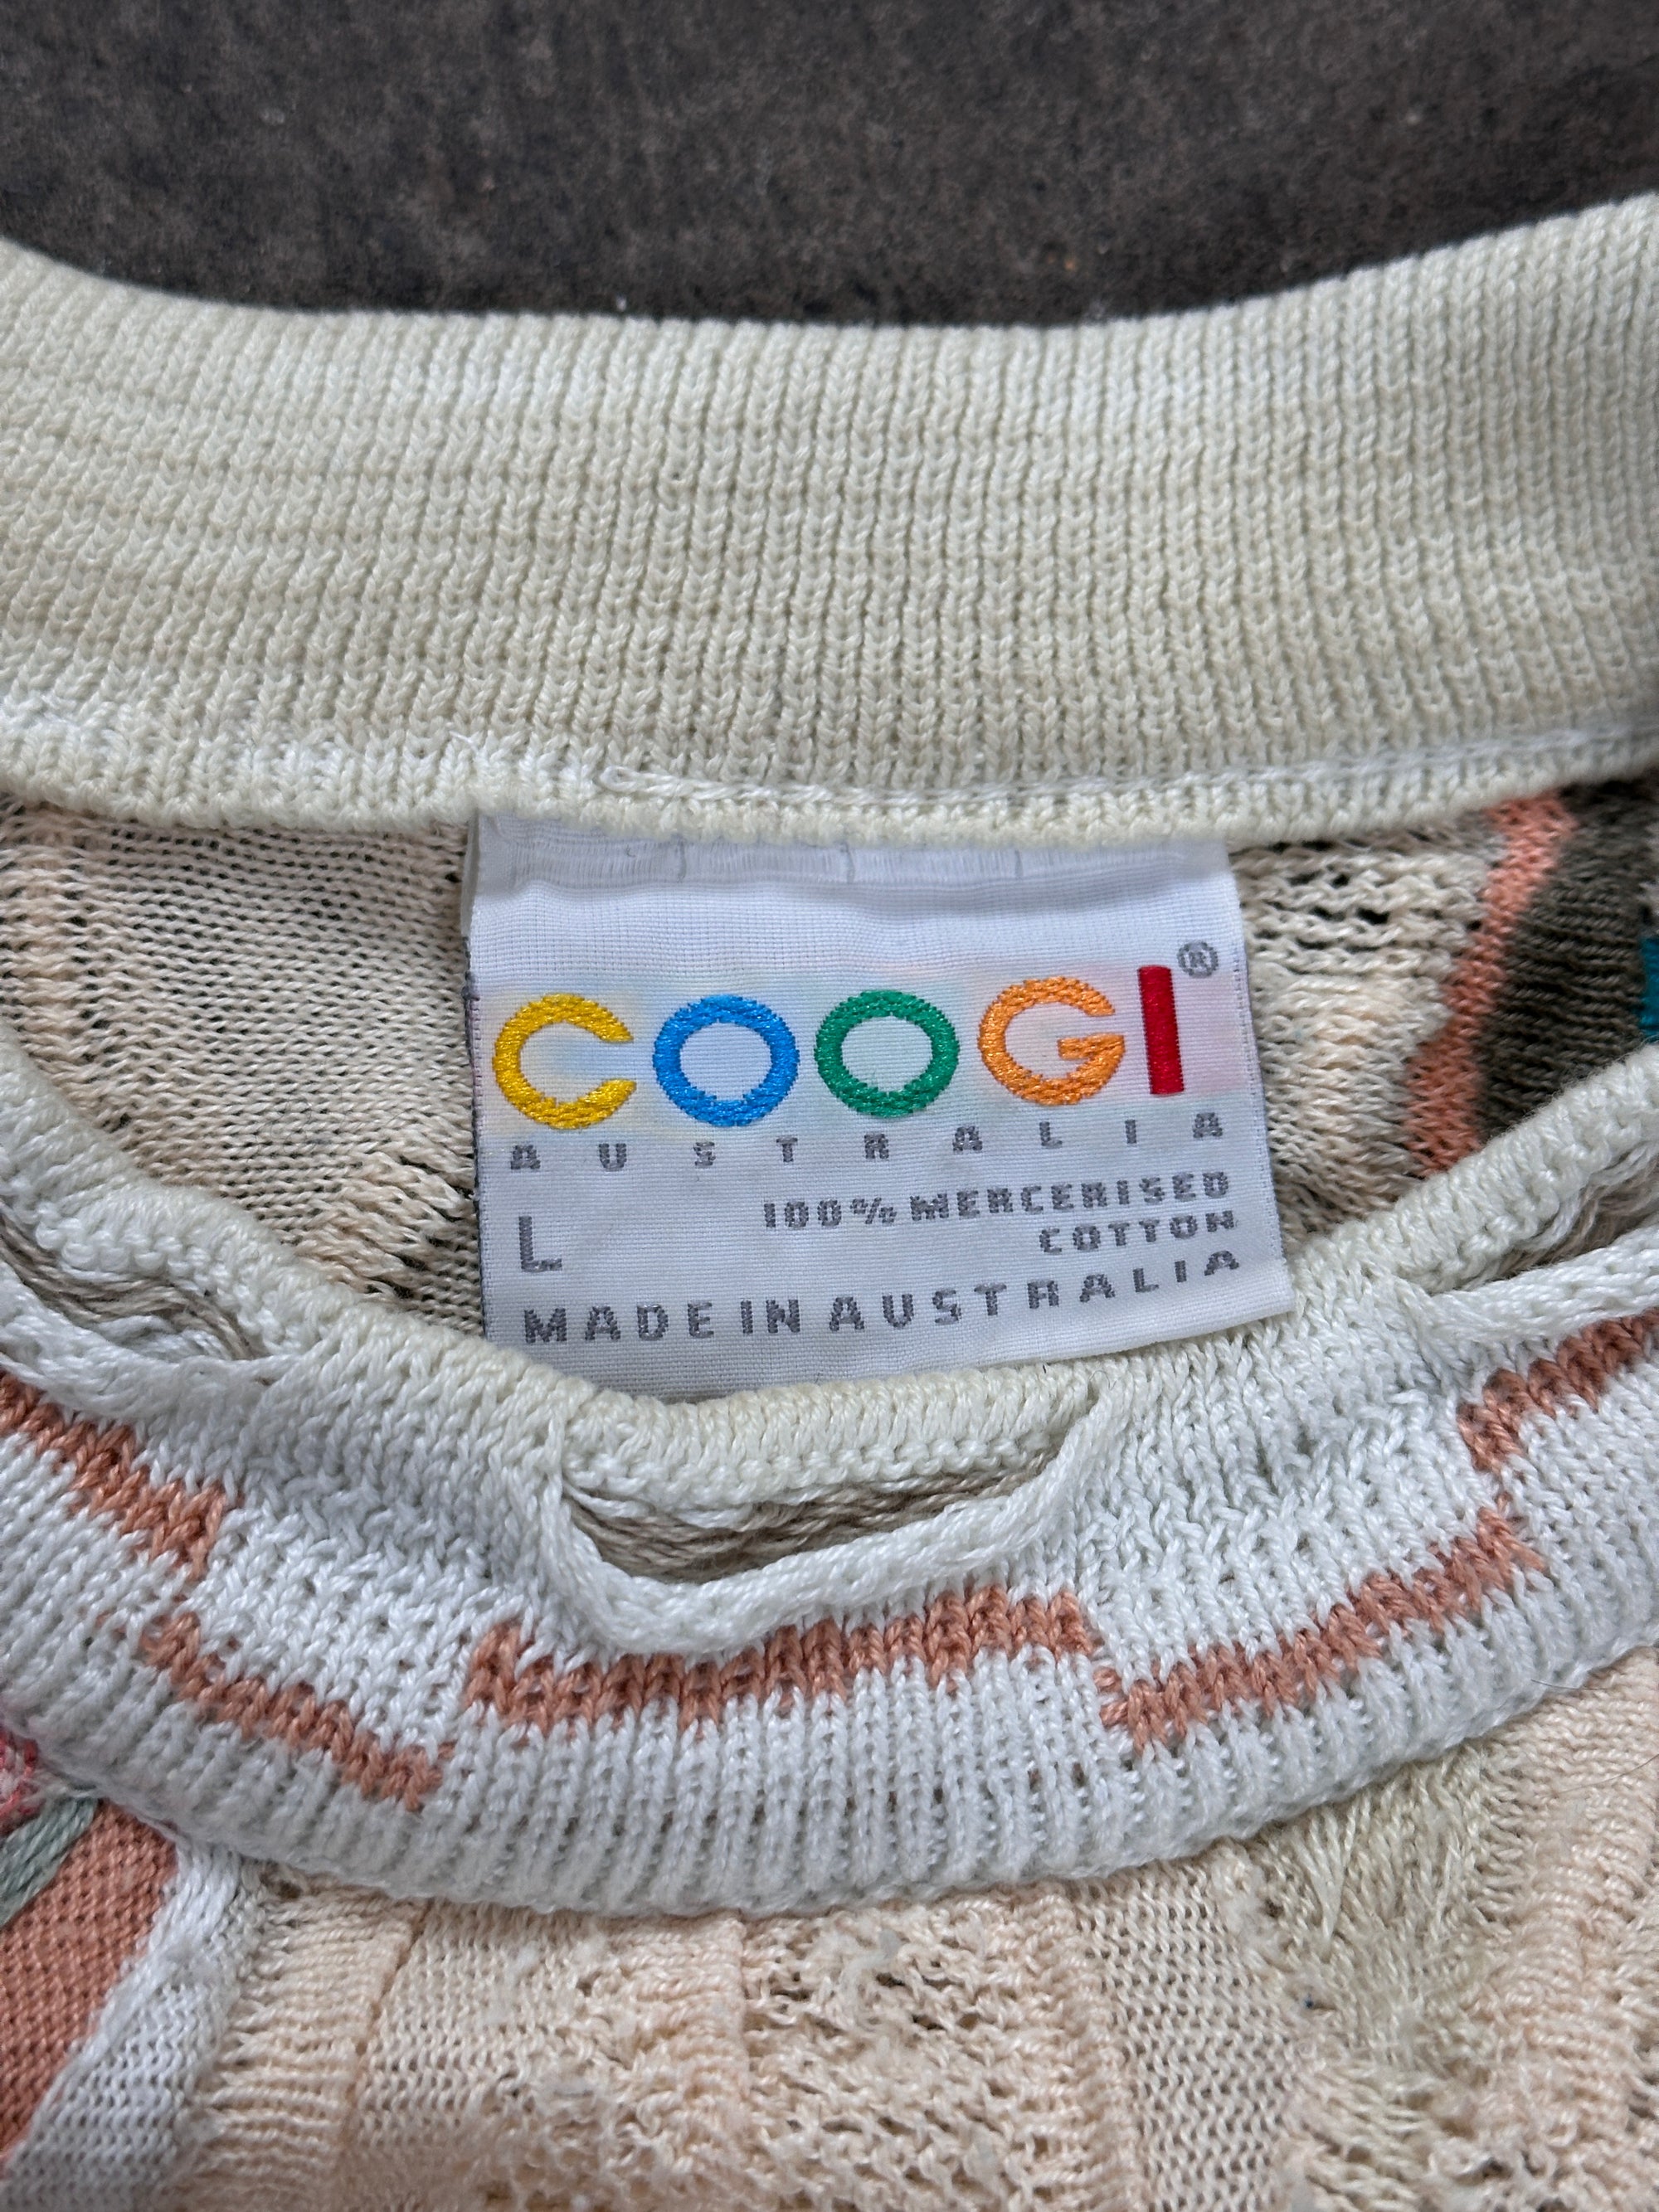 COOGI®
AUSTRALIA
L 100% MERCERISED
COTTON
MADE IN AUSTRALIA